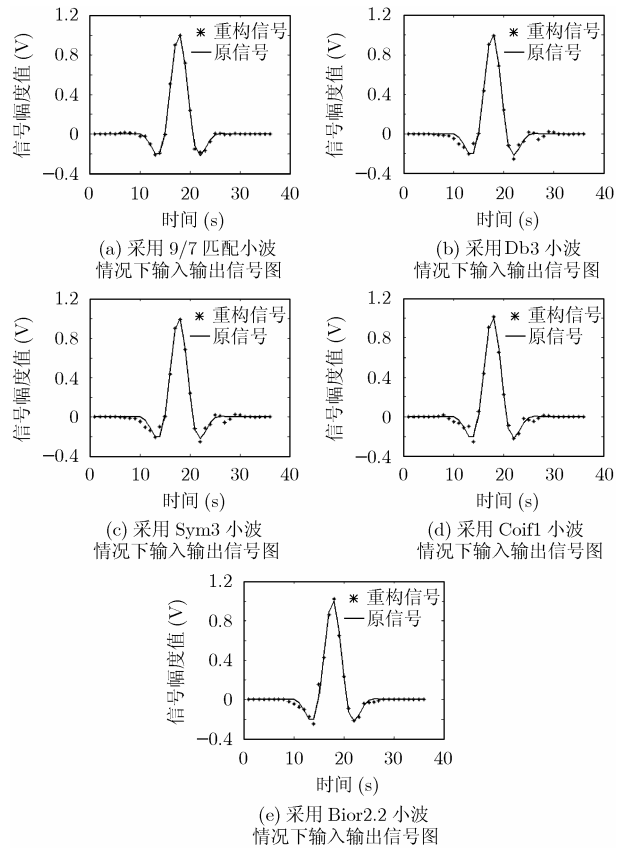 信号幅度值 (V)
1.2
0.8
0.4
0
−0.4
重构信号
原信号
0 10 20 30 40
时间 (s)
(a) 采用 9/7 匹配小波
情况下输入输出信号图
信号幅度值 (V)
1.2
0.8
0.4
0
−0.4
重构信号
原信号
0 10 20 30 40
时间 (s)
(b) 采用Db3 小波
情况下输入输出信号图
信号幅度值 (V)
1.2
0.8
0.4
0
−0.4
重构信号
原信号
0 10 20 30 40
时间 (s)
(c) 采用 Sym3 小波
情况下输入输出信号图
信号幅度值 (V)
1.2
0.8
0.4
0
−0.4
重构信号
原信号
0 10 20 30 40
时间 (s)
(d) 采用 Coif1 小波
情况下输入输出信号图
信号幅度值 (V)
1.2
0.8
0.4
0
−0.4
重构信号
原信号
0 10 20 30 40
时间 (s)
(e) 采用 Bior2.2 小波
情况下输入输出信号图